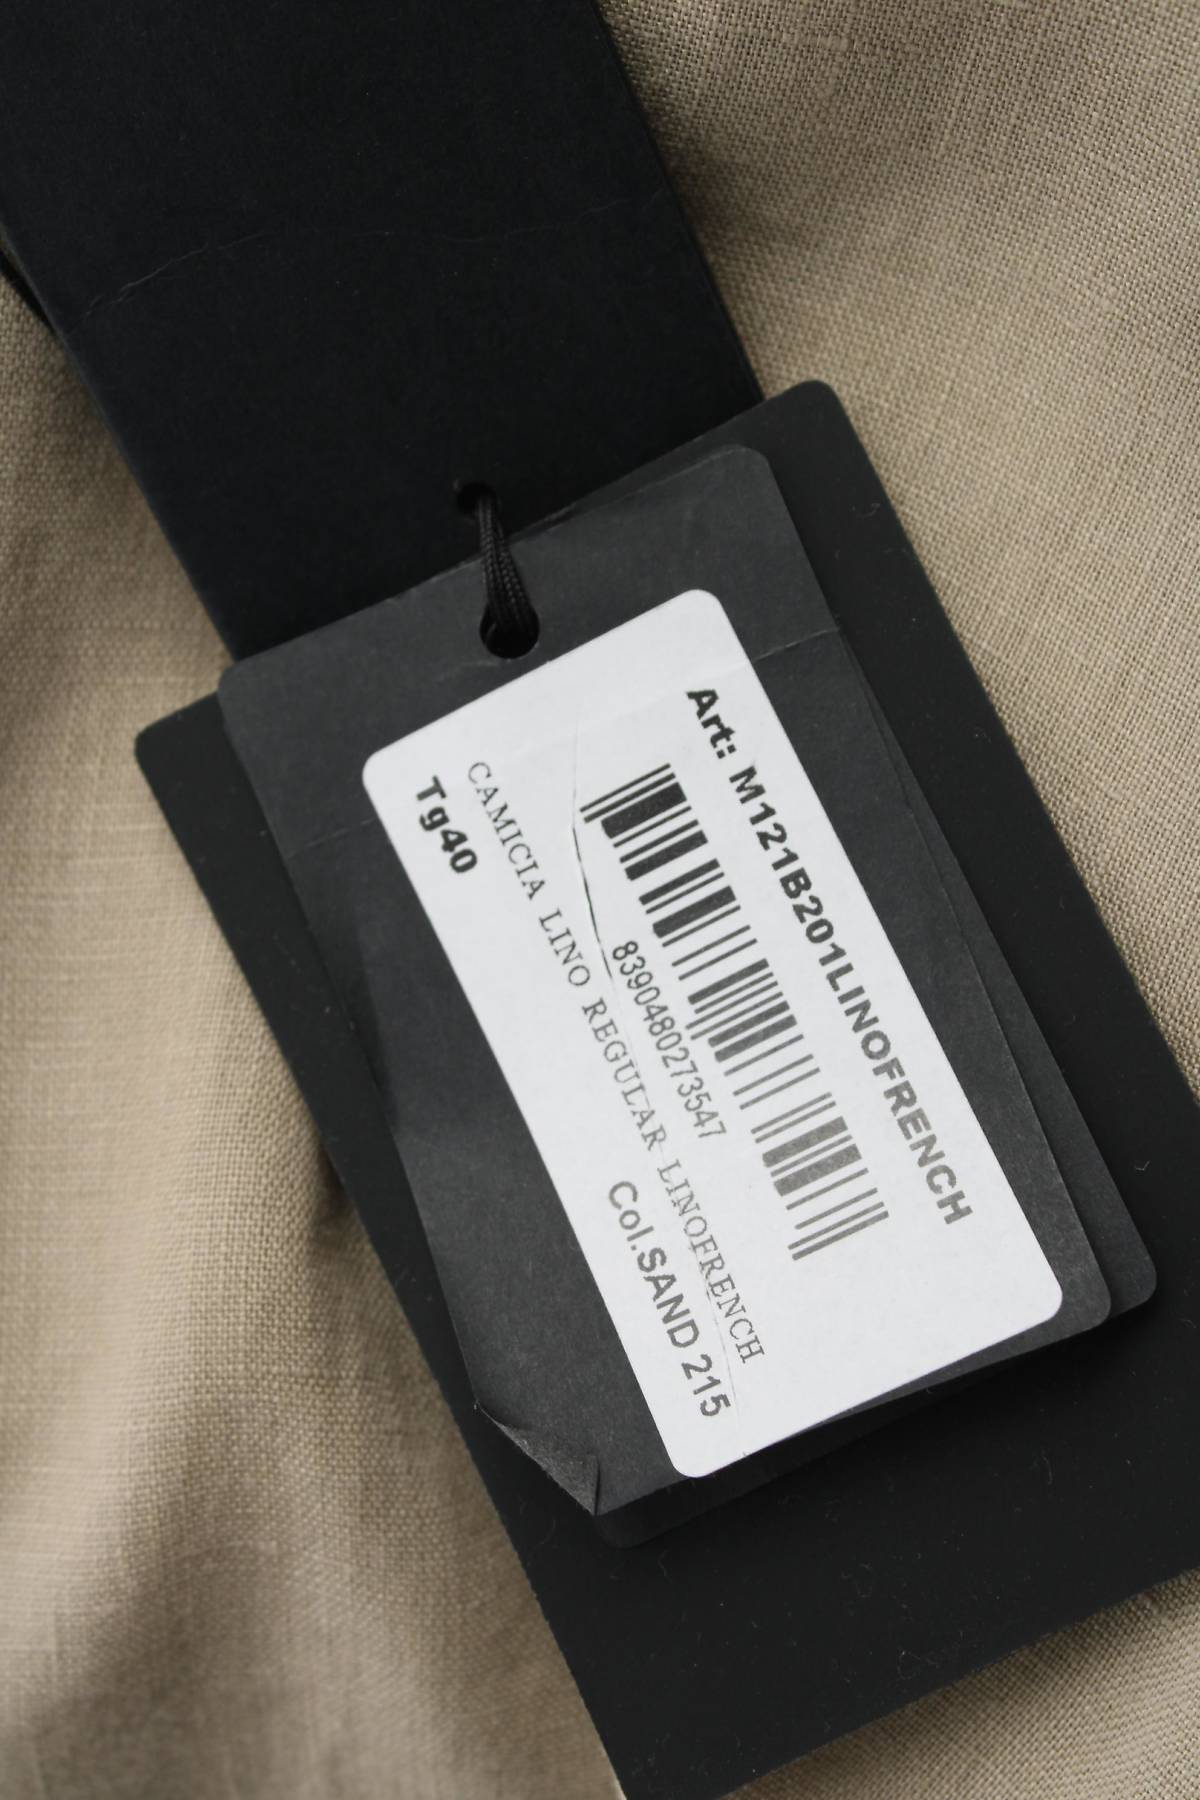 Art: M121B201LINOFRENCH
8390480273547
CAMICIA LINO REGULAR LINOFRENCH
Tg40
Col.SAND 215